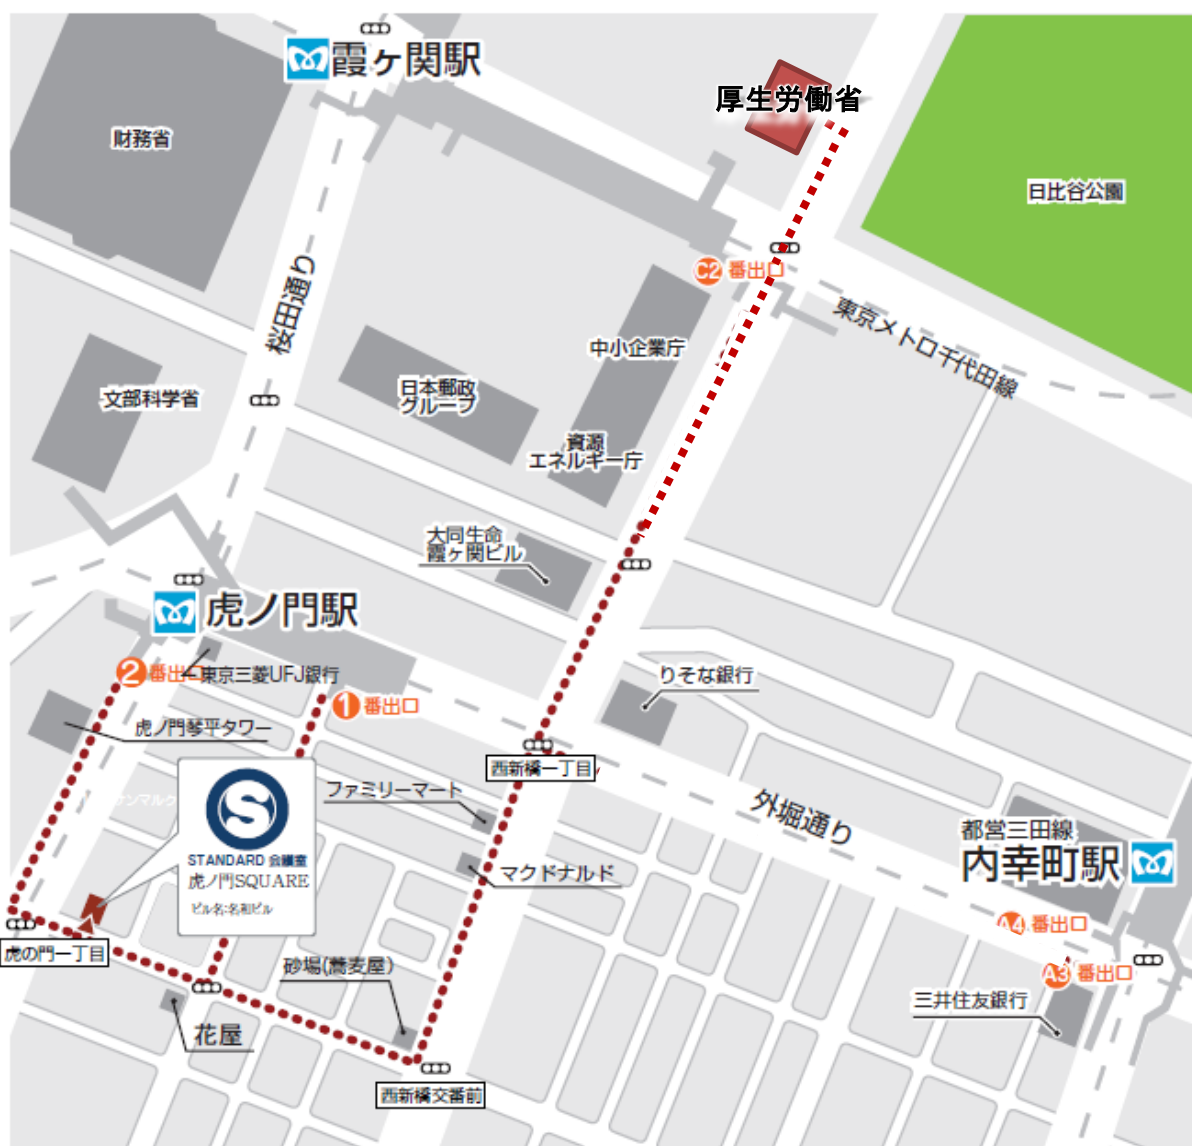 霞ヶ関駅
厚生労働省
財務省
日比谷公園
桜田通り
C2 番出口
東京メトロ千代田線
中小企業庁
日本郵政
グループ
文部科学省
資源
エネルギー庁
大同生命
霞ヶ関ビル
虎ノ門駅
2 番出口
東京三菱UFJ銀行
りそな銀行
1 番出口
虎ノ門琴平タワー
西新橋一丁目
ファミリーマート
サンマルク
外堀通り
S
都営三田線
内幸町駅
STANDARD 会議室
虎ノ門SQUARE
ビル名:名和ビル
マクドナルド
A4 番出口
虎の門一丁目
砂場(蕎麦屋)
A3 番出口
三井住友銀行
花屋
西新橋交番前